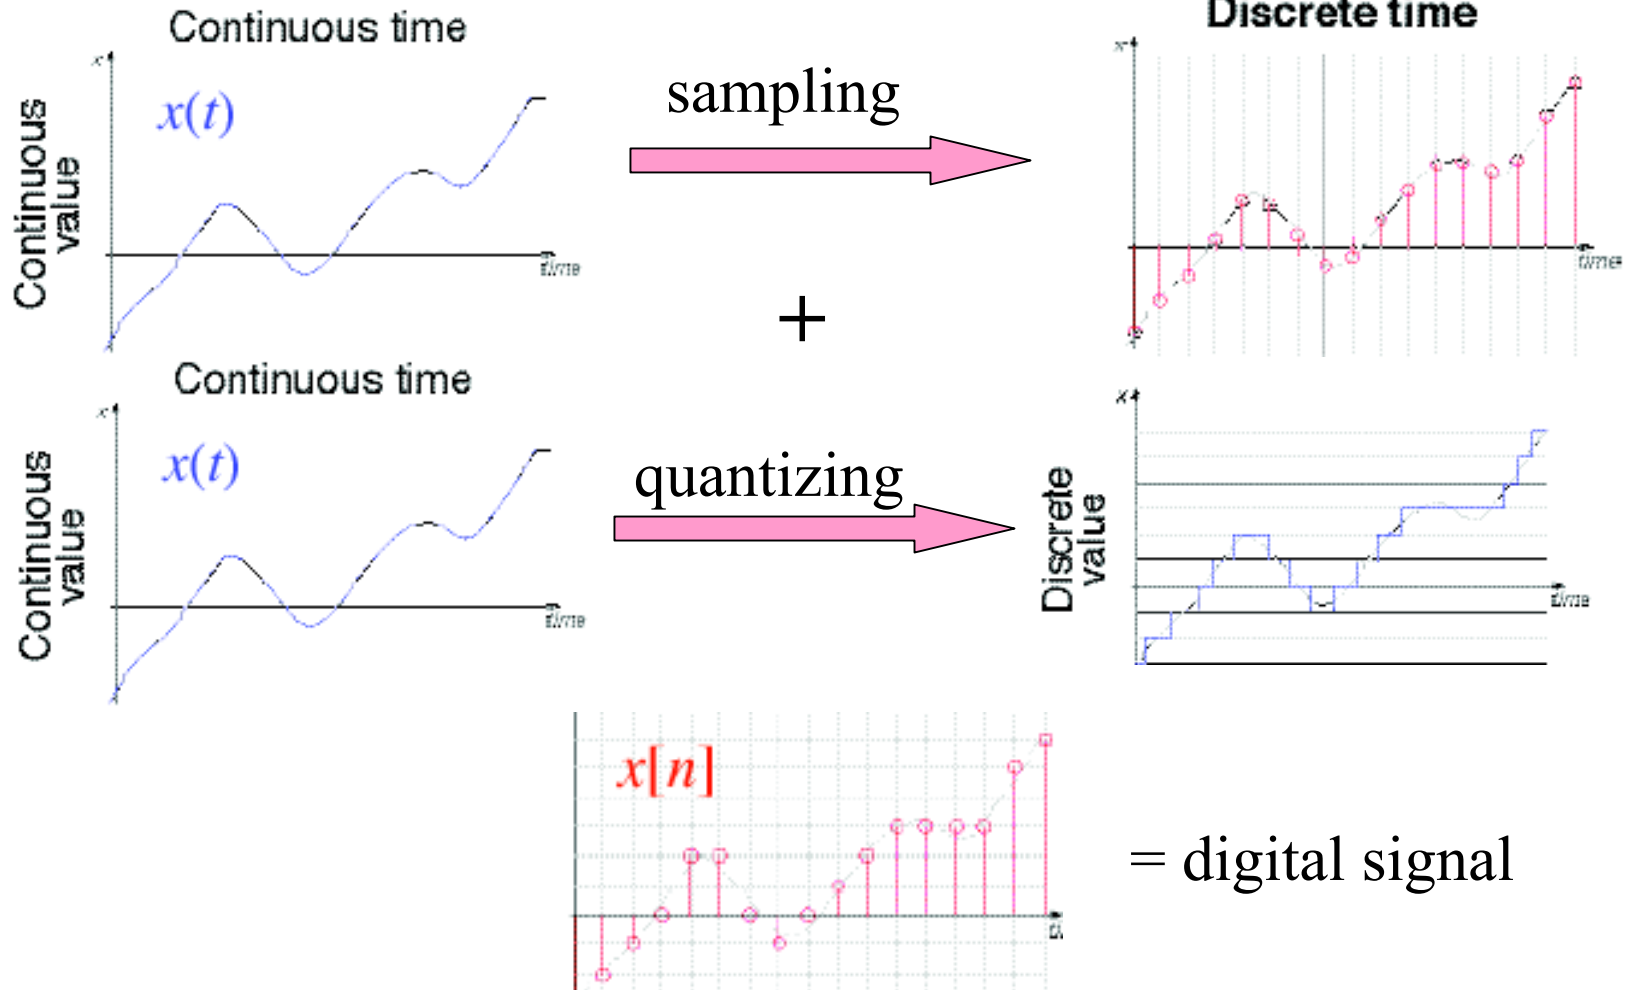 Continuous time
Discrete time
x
x(t)
Continuous
value
time
sampling
x
time
+
Continuous time
x
x(t)
Continuous
value
time
quantizing
x
Discrete
value
time
x[n]
n
= digital signal